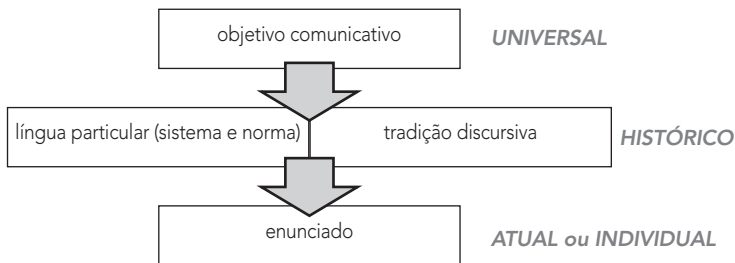 objetivo comunicativo UNIVERSAL
língua particular (sistema e norma) tradição discursiva HISTÓRICO
enunciado ATUAL ou INDIVIDUAL